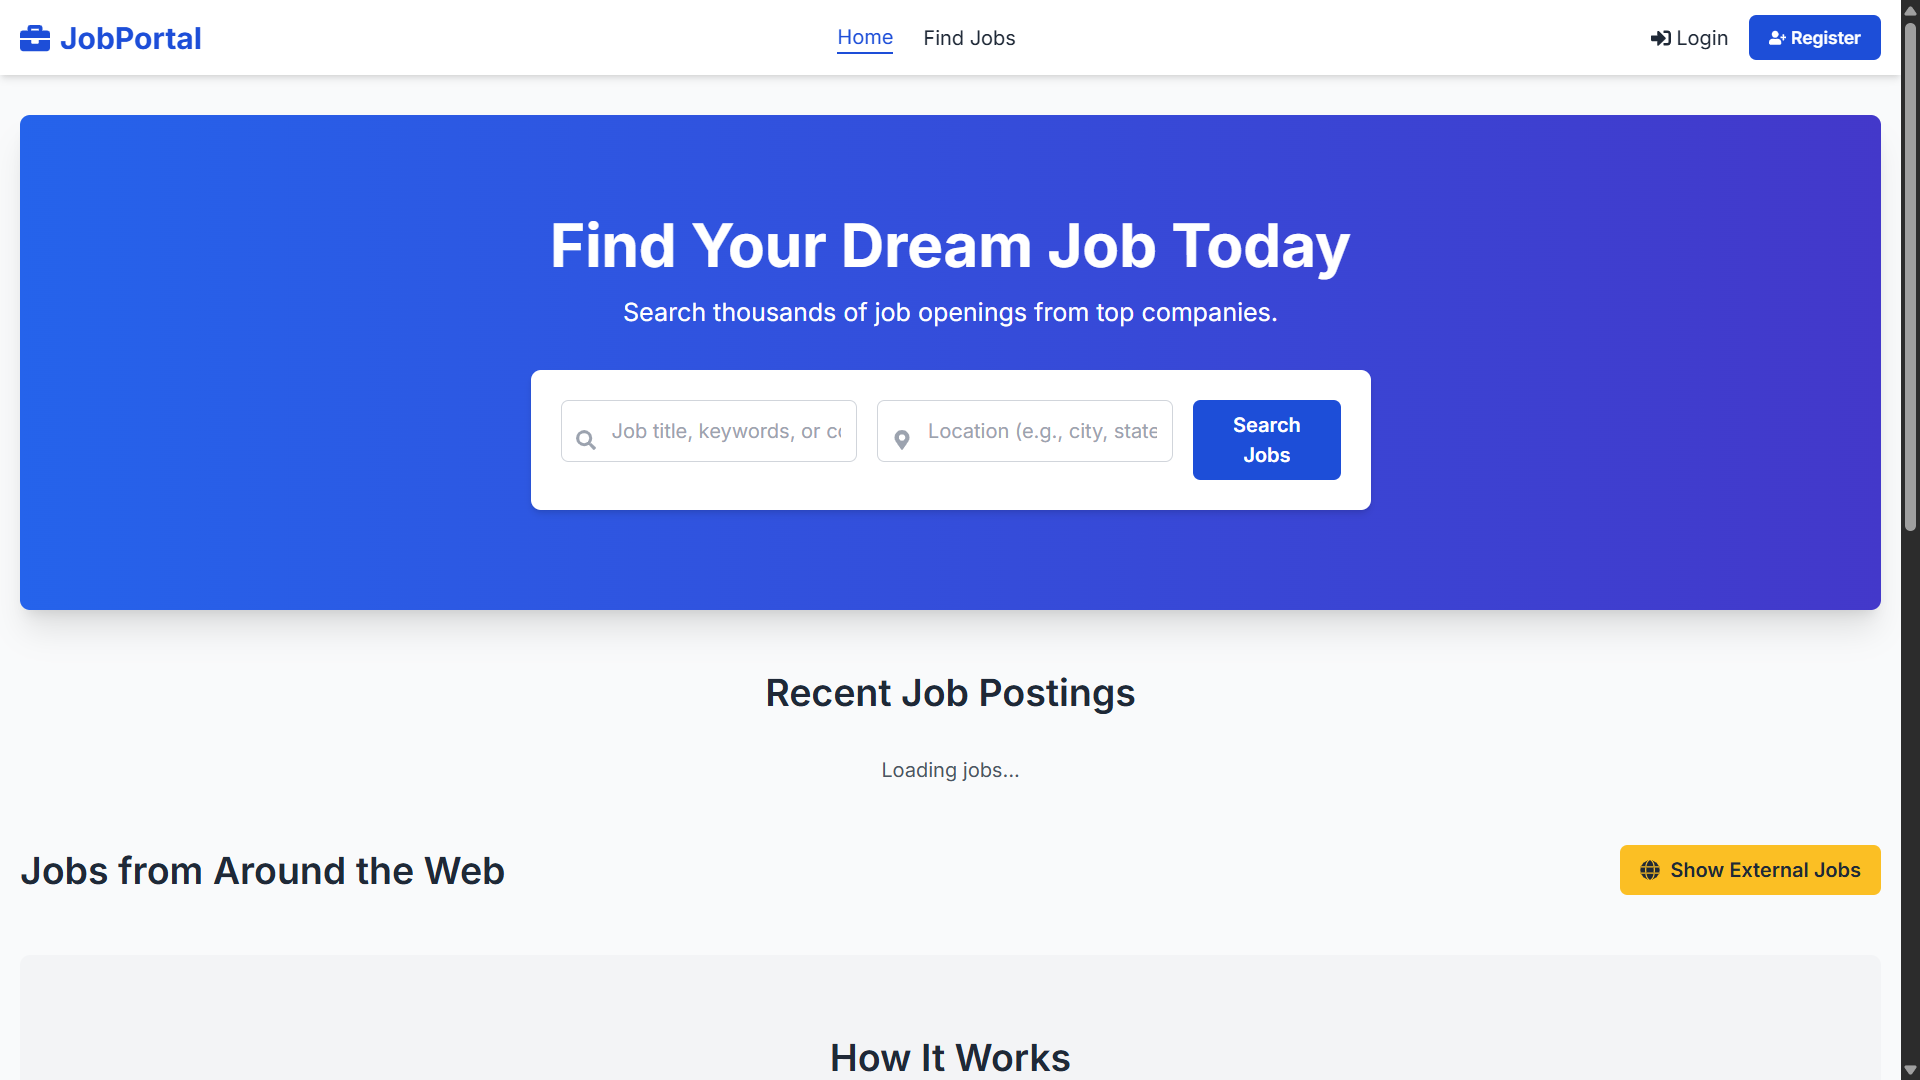 JobPortal
Home
Find Jobs
Login
Register
Find Your Dream Job Today
Search thousands of job openings from top companies.
Job title, keywords, or
Location (e.g., city, state
Search
Jobs
Recent Job Postings
Loading jobs...
Jobs from Around the Web
Show External Jobs
How It Works